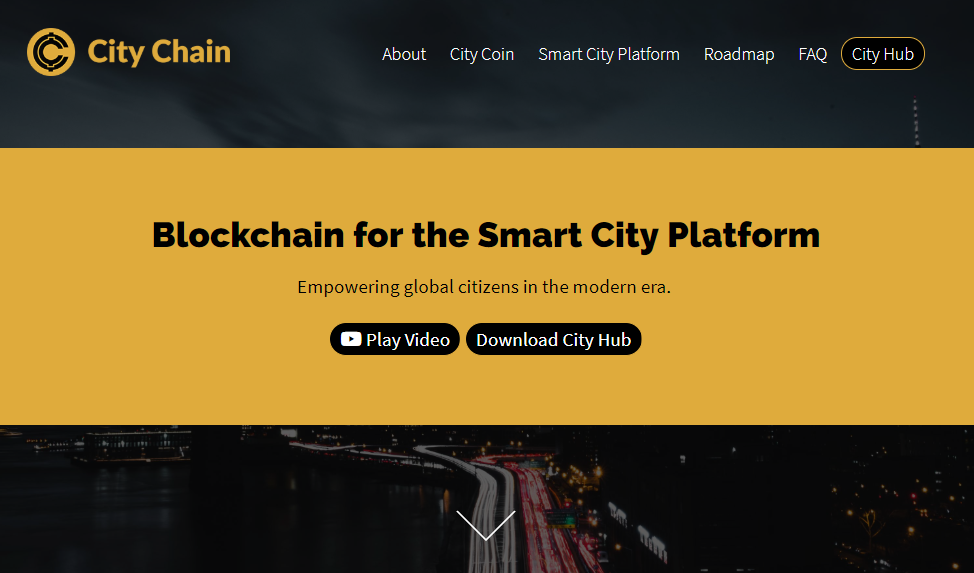 City Chain
About City Coin Smart City Platform Roadmap FAQ City Hub
Blockchain for the Smart City Platform
Empowering global citizens in the modern era.
Play Video Download City Hub